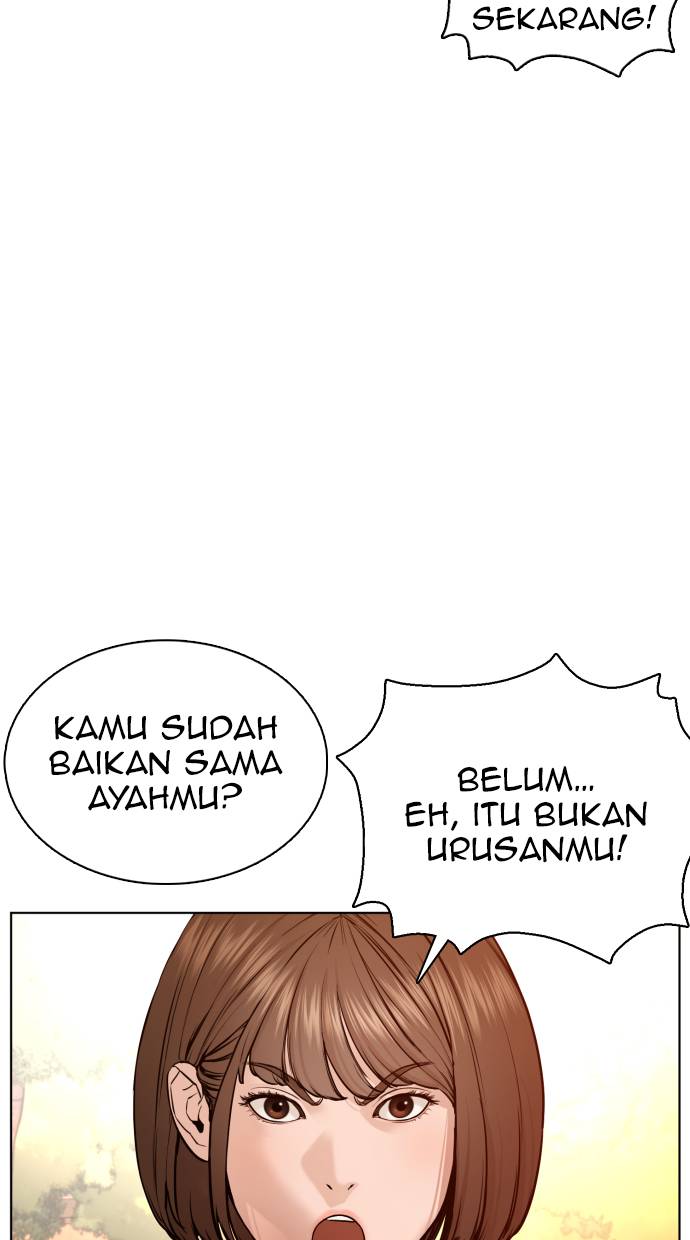 SEKARANG!
KAMU SUDAH
BAIKAN SAMA
AYAHMU?
BELUM...
EH, ITU BUKAN
URUSANMU!